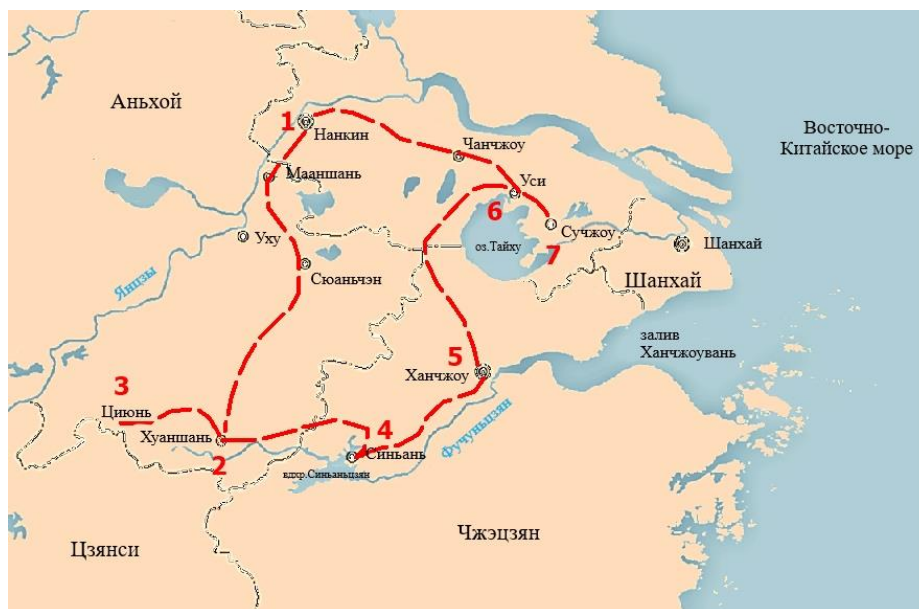 Аньхой
Восточно-
Китайское море
1
Нанкин
Чанчжоу
Мааншань
Уси
6
Сучжоу
Уху
оз.Тайху
7
Шанхай
Янцзы
Сюаньчэн
Шанхай
залив
Ханчжоувань
5
Ханчжоу
3
Циюнь
Хуаншань
4
Фучуньцзян
2
Синьань
вдхр.Синьаньцзян
Чжэцзян
Цзянси